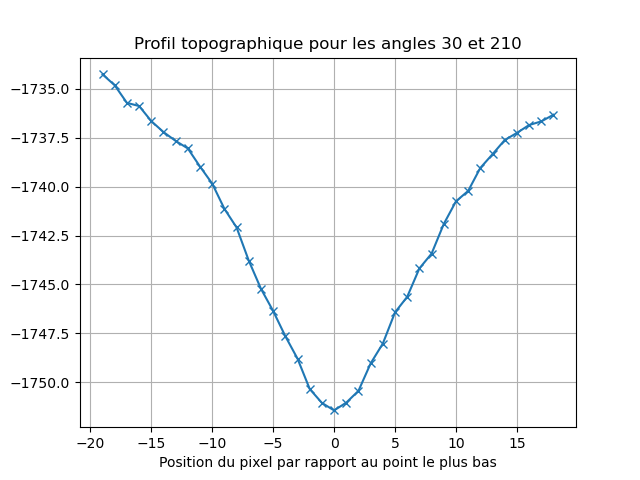 Profil topographique pour les angles 30 et 210
−1735.0
−1737.5
−1740.0
−1742.5
−1745.0
−1747.5
−1750.0
−20 −15 −10 −5 0 5 10 15
Position du pixel par rapport au point le plus bas